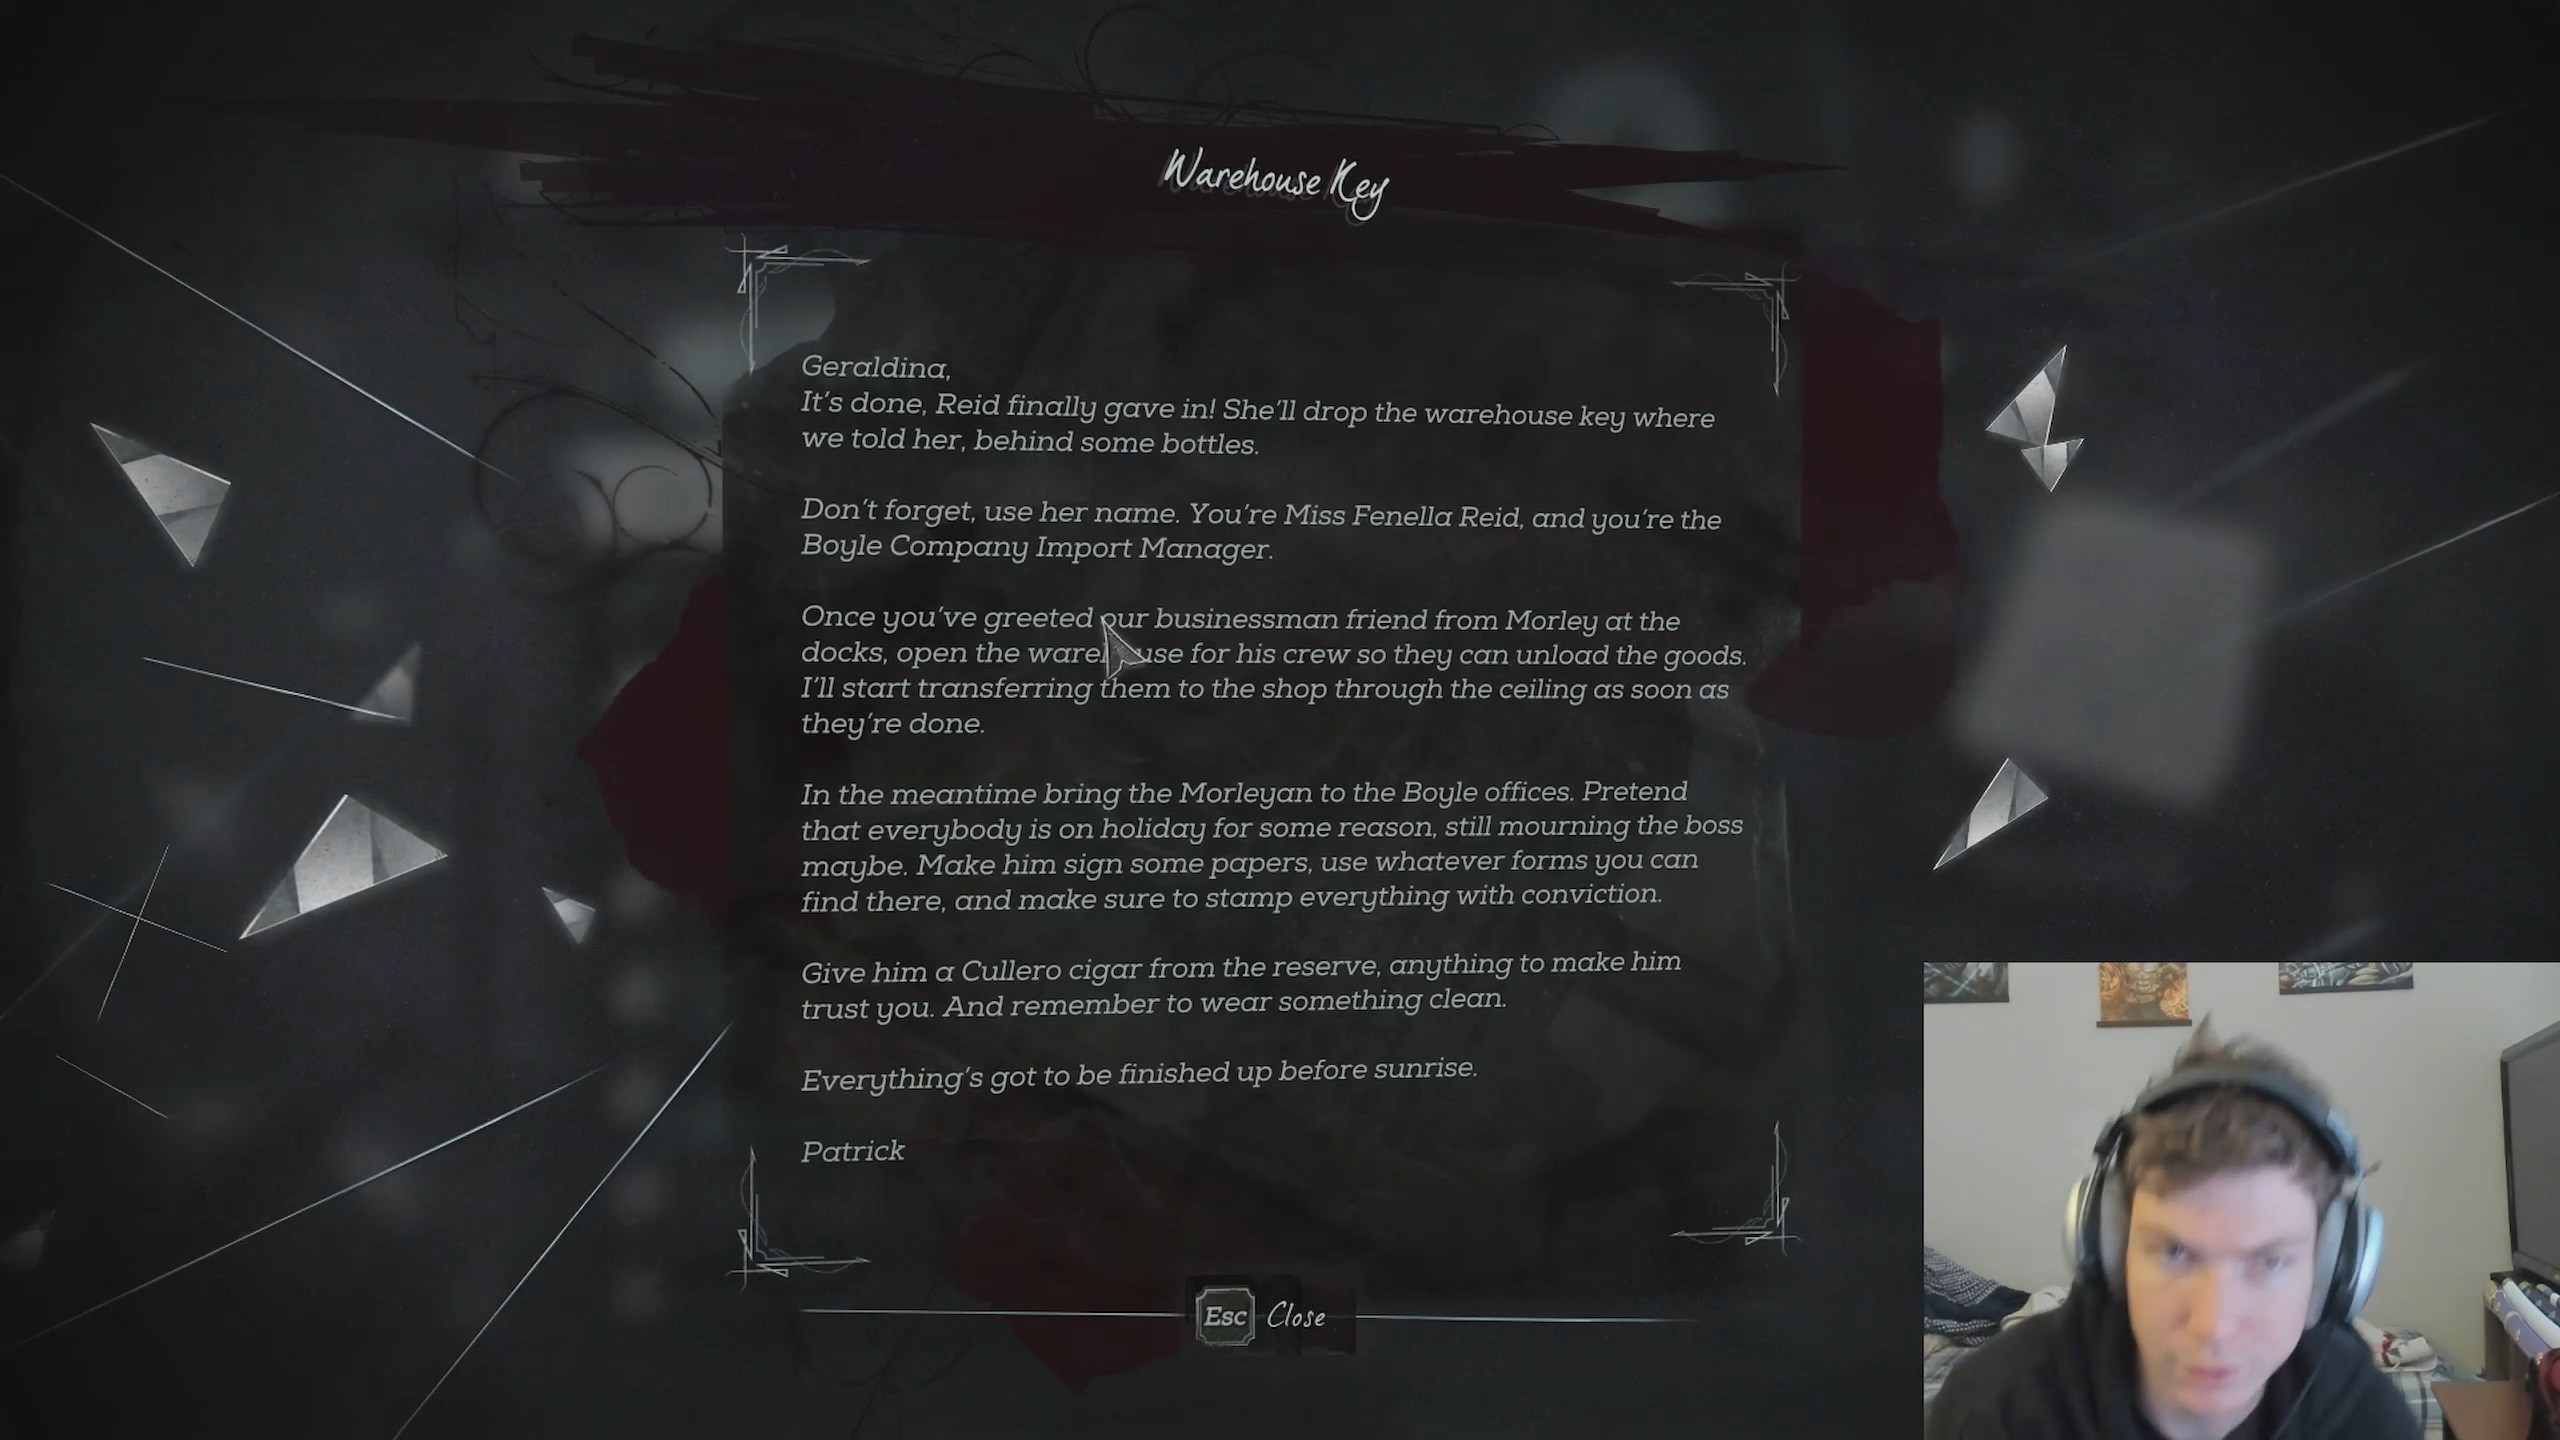 Warehouse Key
Geraldina,
It's done, Reid finally gave in! She'll drop the warehouse key where
we told her, behind some bottles.
Don't forget, use her name. You're Miss Fenella Reid, and you're the
Boyle Company Import Manager.
Once you've greeted our businessman friend from Morley at the
docks, open the warehouse for his crew so they can unload the goods.
I'll start transferring them to the shop through the ceiling as soon as
they're done.
In the meantime bring the Morleyan to the Boyle offices. Pretend
that everybody is on holiday for some reason, still mourning the boss
maybe. Make him sign some papers, use whatever forms you can
find there, and make sure to stamp everything with conviction.
Give him a Cullero cigar from the reserve, anything to make him
trust you. And remember to wear something clean.
Everything's got to be finished up before sunrise.
Patrick
Esc Close